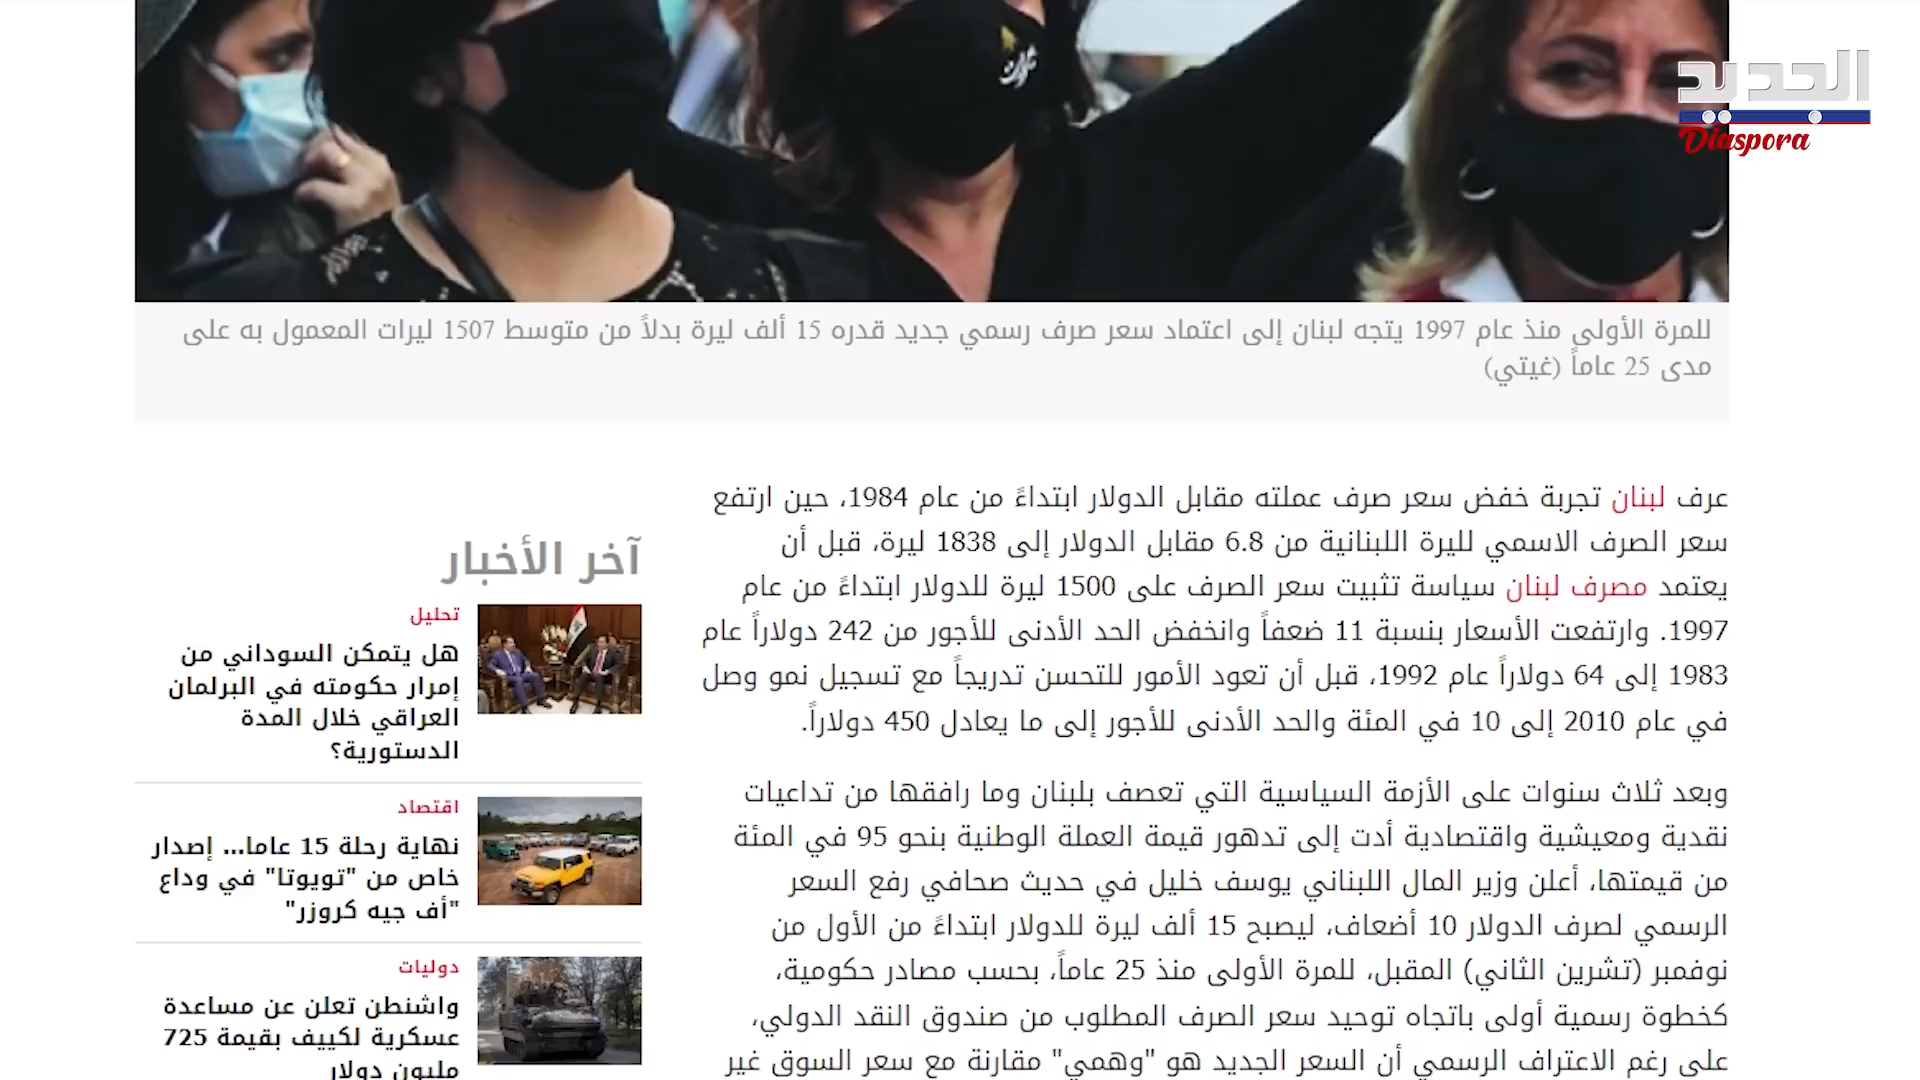 الجديد
Diaspora
للمرة الأولى منذ عام 1997 يتجه لبنان إلى اعتماد سعر صرف رسمي جديد قدره 15 ألف ليرة بدلاً من متوسط 1507 ليرات المعمول به على
مدى 25 عاماً (غيتي)
عرف لبنان تجربة خفض سعر صرف عملته مقابل الدولار ابتداءً من عام 1984، حين ارتفع
سعر الصرف الاسمي لليرة اللبنانية من 6.8 مقابل الدولار إلى 1838 ليرة، قبل أن
يعتمد مصرف لبنان سياسة تثبيت سعر الصرف على 1500 ليرة للدولار ابتداءً من عام
1997. وارتفعت الأسعار بنسبة 11 ضعفاً وانخفض الحد الأدنى للأجور من 242 دولاراً عام
1983 إلى 64 دولاراً عام 1992، قبل أن تعود الأمور للتحسن تدريجاً مع تسجيل نمو وصل
في عام 2010 إلى 10 في المئة والحد الأدنى للأجور إلى ما يعادل 450 دولاراً.
وبعد ثلاث سنوات على الأزمة السياسية التي تعصف بلبنان وما رافقها من تداعيات
نقدية ومعيشية واقتصادية أدت إلى تدهور قيمة العملة الوطنية بنحو 95 في المئة
من قيمتها، أعلن وزير المال اللبناني يوسف خليل في حديث صحافي رفع السعر
الرسمي لصرف الدولار 10 أضعاف، ليصبح 15 ألف ليرة للدولار ابتداءً من الأول من
نوفمبر (تشرين الثاني) المقبل، للمرة الأولى منذ 25 عاماً، بحسب مصادر حكومية،
كخطوة رسمية أولى باتجاه توحيد سعر الصرف المطلوب من صندوق النقد الدولي،
على رغم الاعتراف الرسمي أن السعر الجديد هو "وهمي" مقارنة مع سعر السوق غير
آخر الأخبار
تحليل
هل يتمكن السوداني من
إمرار حكومته في البرلمان
العراقي خلال المدة
الدستورية؟
اقتصاد
نهاية رحلة 15 عاما... إصدار
خاص من "تويوتا" في وداع
"أف جيه كروزر"
دوليات
واشنطن تعلن عن مساعدة
عسكرية لكييف بقيمة 725
مليون دولار